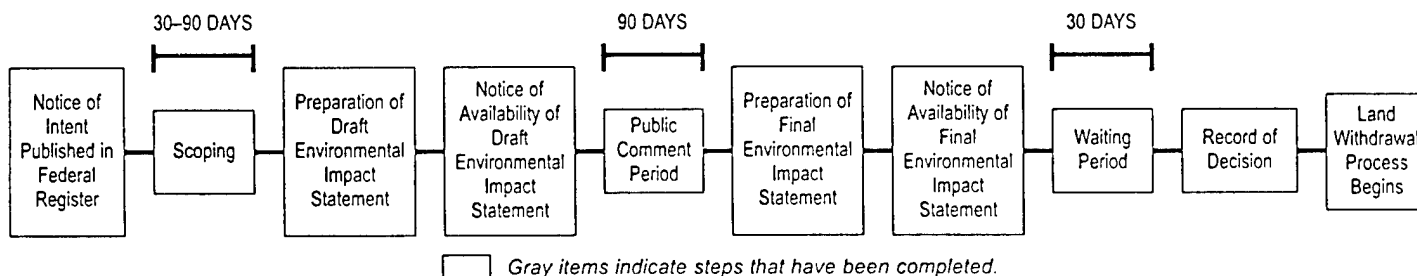 30–90 DAYS
90 DAYS
30 DAYS
Notice of
Intent
Published in
Federal
Register
Scoping
Preparation of
Draft
Environmental
Impact
Statement
Notice of
Availability of
Draft
Environmental
Impact
Statement
Public
Comment
Period
Preparation of
Final
Environmental
Impact
Statement
Notice of
Availability of
Final
Environmental
Impact
Statement
Waiting
Period
Record of
Decision
Land
Withdrawal
Process
Begins
Gray items indicate steps that have been completed.